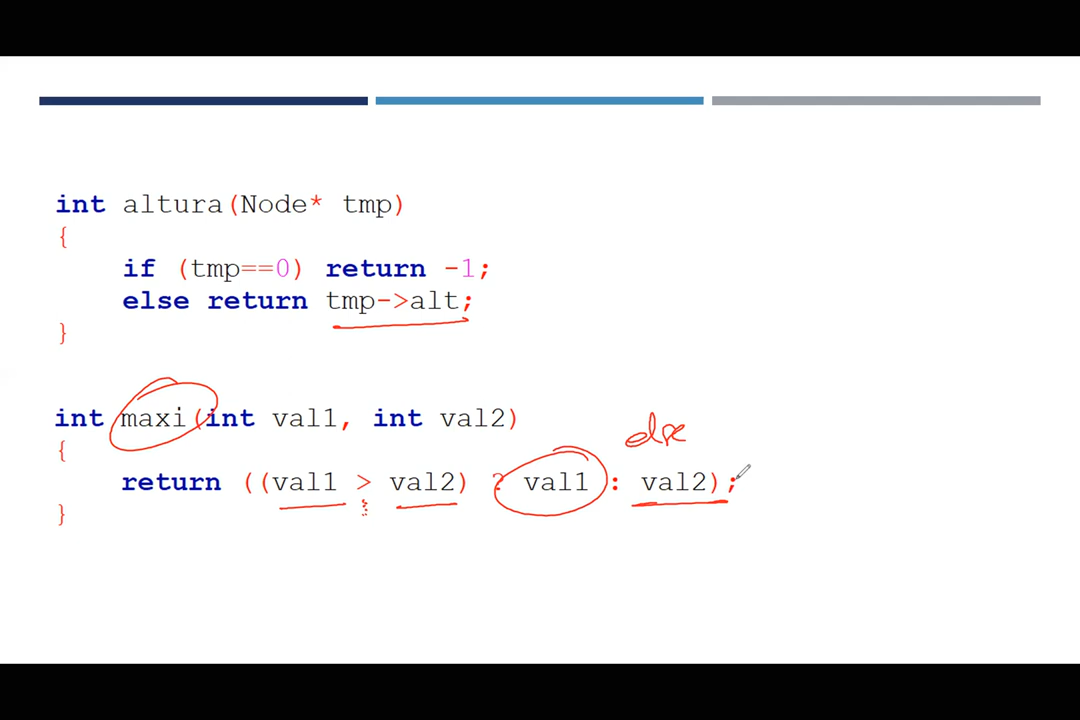 int altura(Node* tmp)
{
if (tmp==0) return -1;
else return tmp->alt;
}
int maxi(int val1, int val2)
{
else
return ((val1 > val2) ? val1 : val2);
}